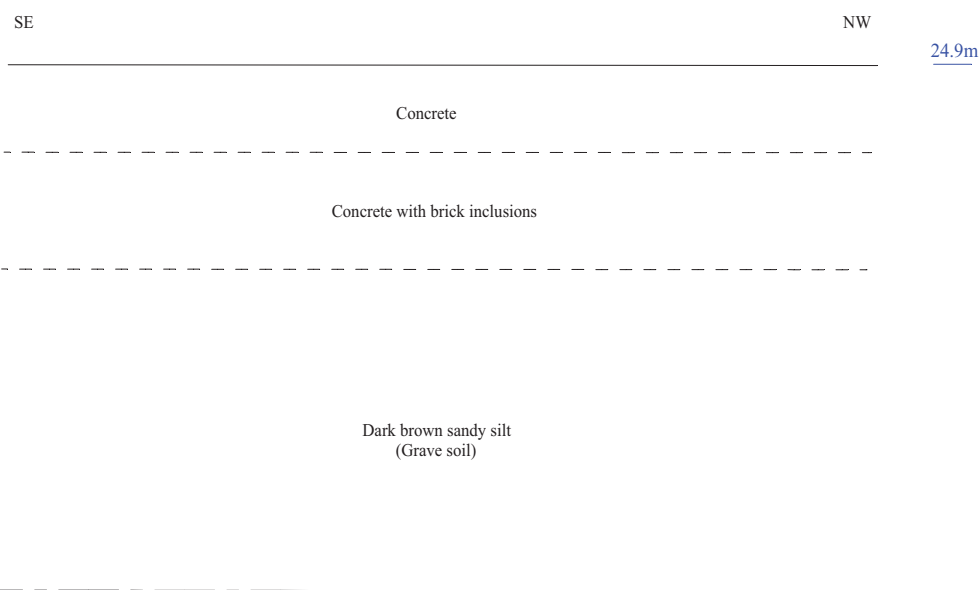 SE
NW
24.9m
Concrete
Concrete with brick inclusions
Dark brown sandy silt
(Grave soil)